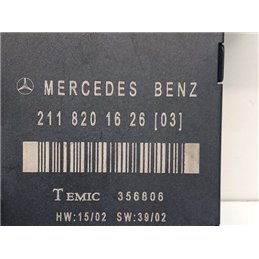 MERCEDES BENZ
211 820 16 26 [03]
TEMIC 356806
HW:15/02 SW:39/02